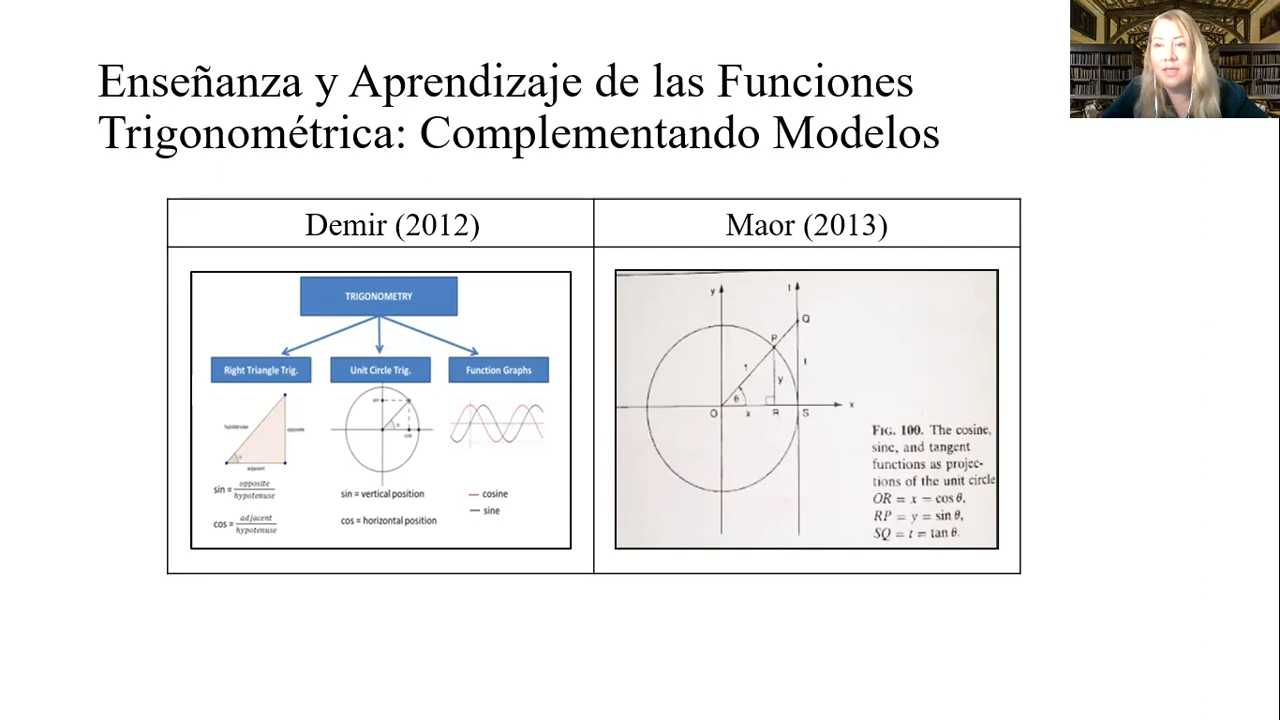 Enseñanza y Aprendizaje de las Funciones
Trigonométrica: Complementando Modelos
Demir (2012)
Maor (2013)
TRIGONOMETRY
Right Triangle Trig.
Unit Circle Trig.
Function Graphs
hypotenuse
opposite
adjacent
sin = opposite
hypotenuse
cos = adjacent
hypotenuse
sin
cos
sin = vertical position
cos = horizontal position
cosine
sine
y
t
Q
P
1
t
y
θ
x
O
x
R
S
FIG. 100. The cosine,
sine, and tangent
functions as projec-
tions of the unit circle
OR = x = cos θ,
RP = y = sin θ,
SQ = t = tan θ.